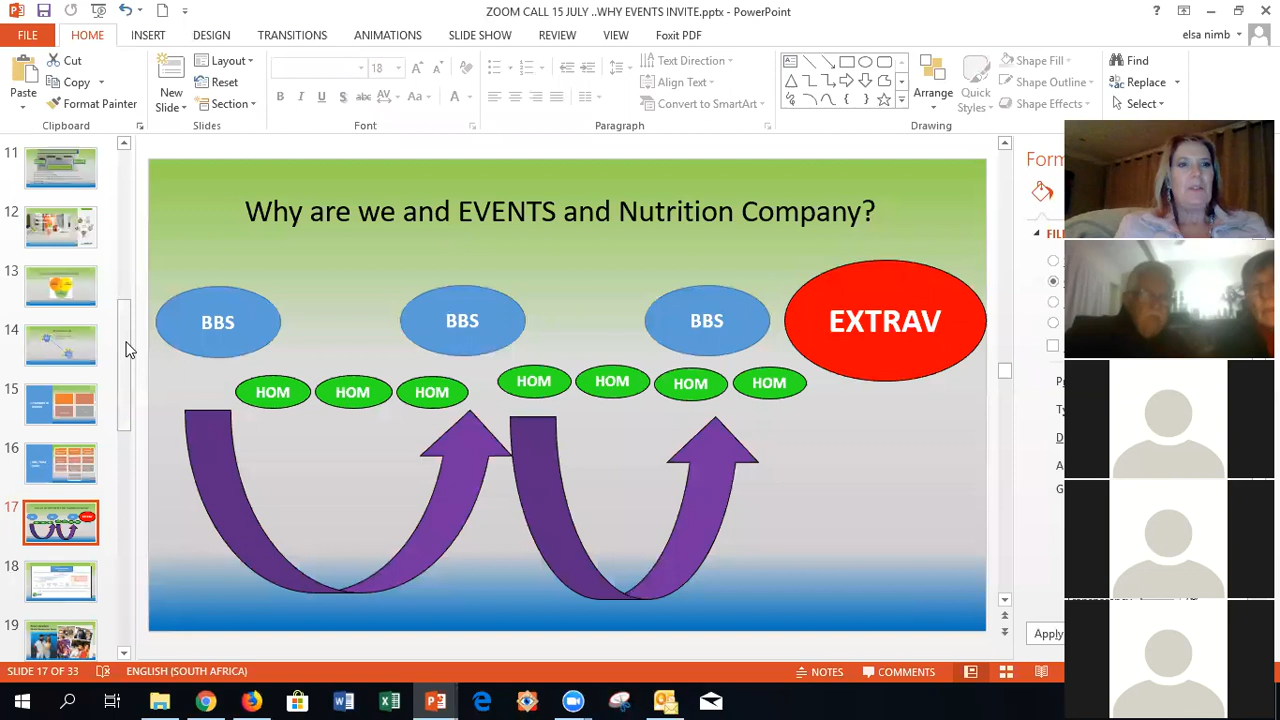 ZOOM CALL 15 JULY ..WHY EVENTS INVITE.pptx - PowerPoint
FILE HOME INSERT DESIGN TRANSITIONS ANIMATIONS SLIDE SHOW REVIEW VIEW Foxit PDF elsa nimb
Paste
Cut
Copy
Format Painter
Clipboard
New Slide
Layout
Reset
Section
Slides
18
Font
Paragraph
Text Direction
Align Text
Convert to SmartArt
Arrange
Quick Styles
Shape Fill
Shape Outline
Shape Effects
Drawing
Find
Replace
Select
11
12
13
14
15
16
17
18
19
Why are we and EVENTS and Nutrition Company?
BBS BBS BBS EXTRAV
HOM HOM HOM HOM HOM HOM HOM
Form
FIL
Apply
SLIDE 17 OF 33 ENGLISH (SOUTH AFRICA) NOTES COMMENTS